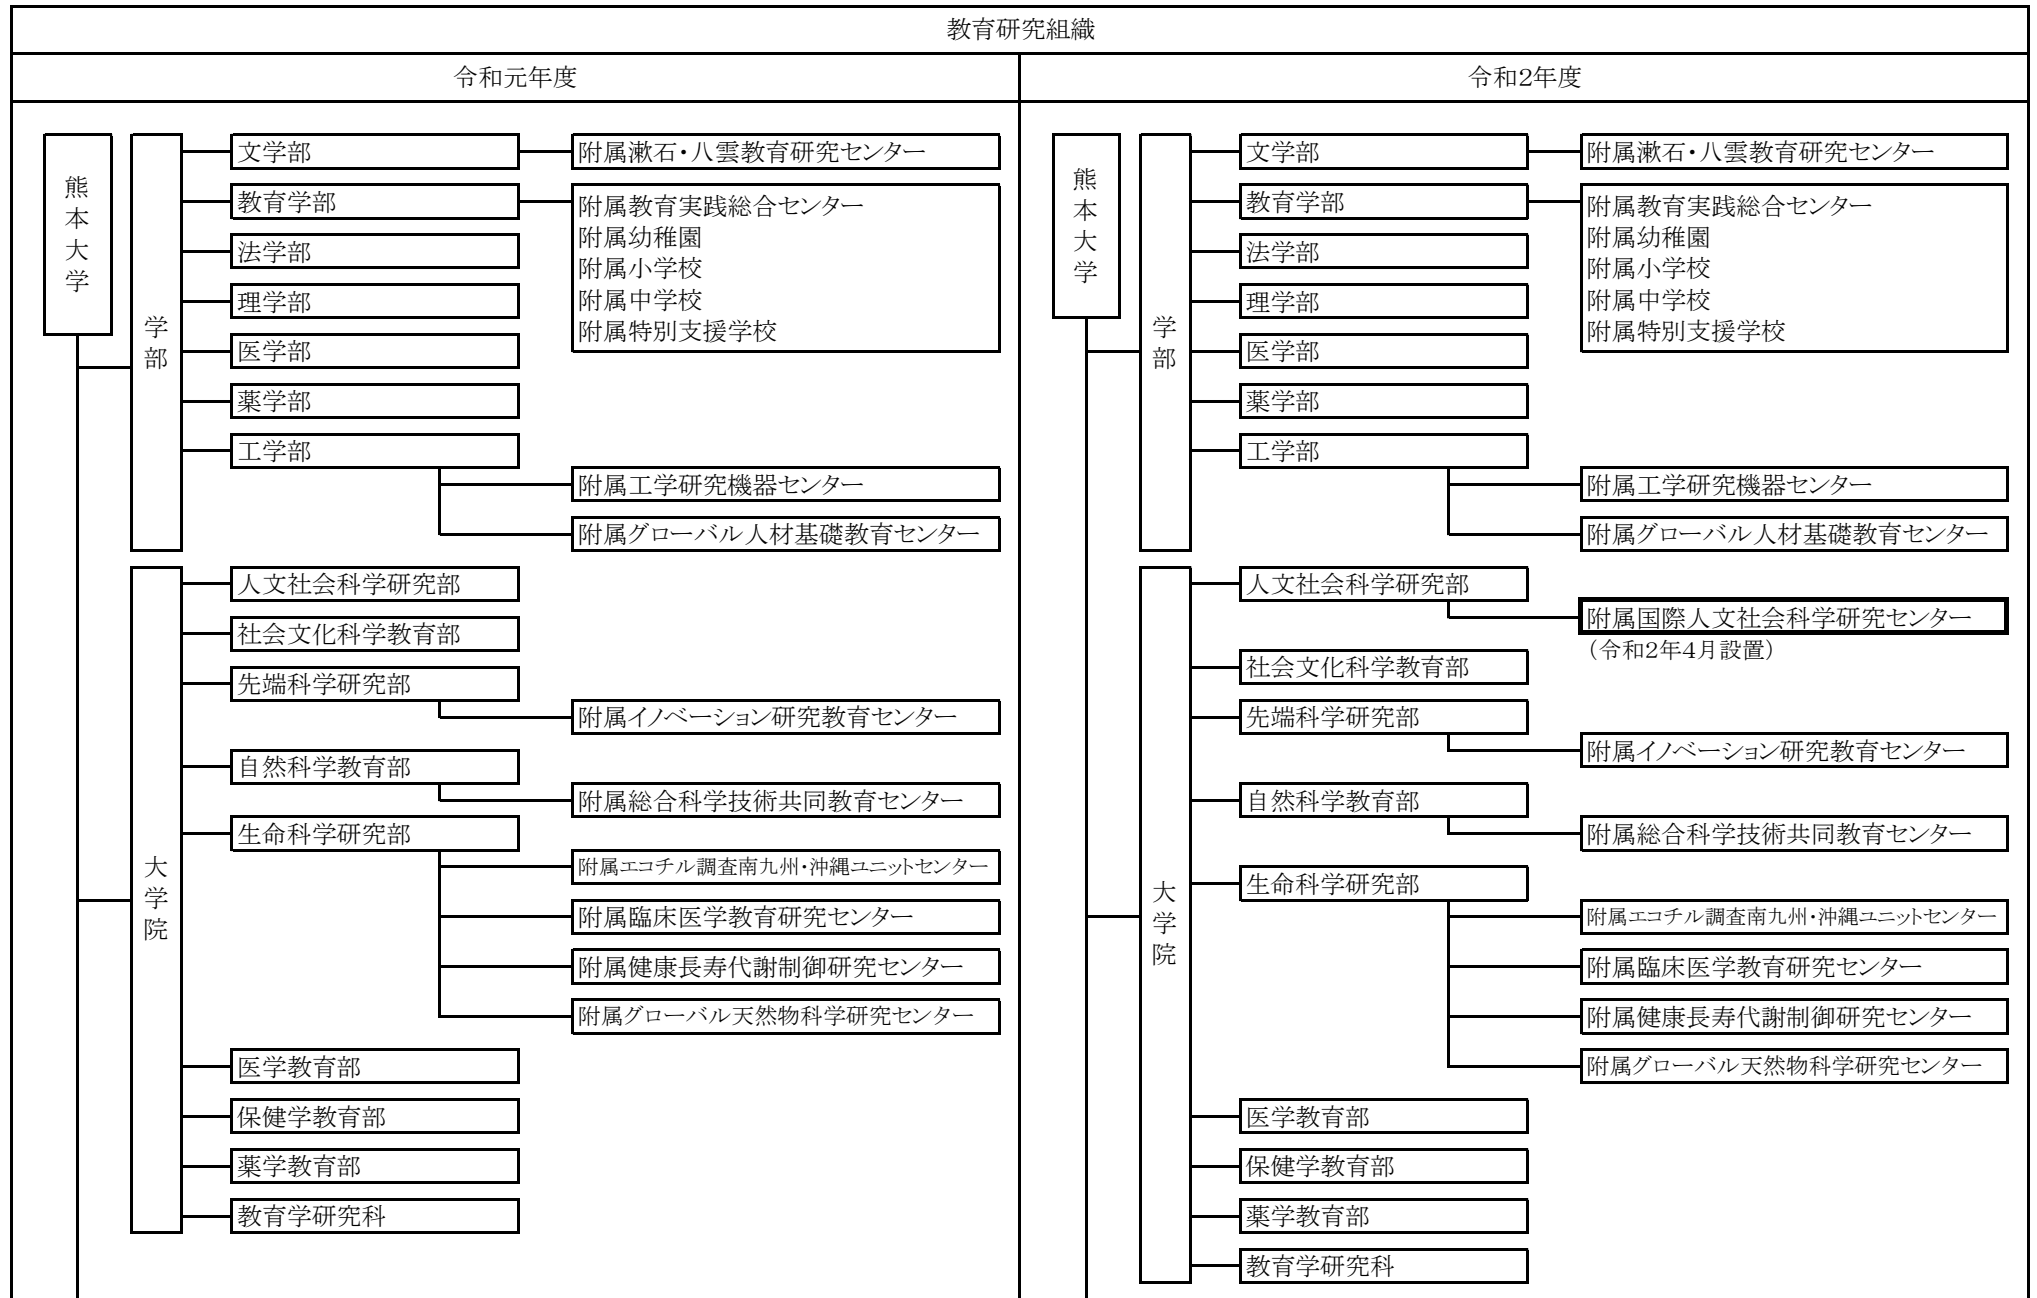 教育研究組織
令和元年度
熊本大学
学部
文学部
附属漱石・八雲教育研究センター
教育学部
附属教育実践総合センター
附属幼稚園
附属小学校
附属中学校
附属特別支援学校
法学部
理学部
医学部
薬学部
工学部
附属工学研究機器センター
附属グローバル人材基礎教育センター
大学院
人文社会科学研究部
社会文化科学教育部
先端科学研究部
附属イノベーション研究教育センター
自然科学教育部
附属総合科学技術共同教育センター
生命科学研究部
附属エコチル調査南九州・沖縄ユニットセンター
附属臨床医学教育研究センター
附属健康長寿代謝制御研究センター
附属グローバル天然物科学研究センター
医学教育部
保健学教育部
薬学教育部
教育学研究科
令和2年度
熊本大学
学部
文学部
附属漱石・八雲教育研究センター
教育学部
附属教育実践総合センター
附属幼稚園
附属小学校
附属中学校
附属特別支援学校
法学部
理学部
医学部
薬学部
工学部
附属工学研究機器センター
附属グローバル人材基礎教育センター
大学院
人文社会科学研究部
附属国際人文社会科学研究センター
（令和2年4月設置）
社会文化科学教育部
先端科学研究部
附属イノベーション研究教育センター
自然科学教育部
附属総合科学技術共同教育センター
生命科学研究部
附属エコチル調査南九州・沖縄ユニットセンター
附属臨床医学教育研究センター
附属健康長寿代謝制御研究センター
附属グローバル天然物科学研究センター
医学教育部
保健学教育部
薬学教育部
教育学研究科